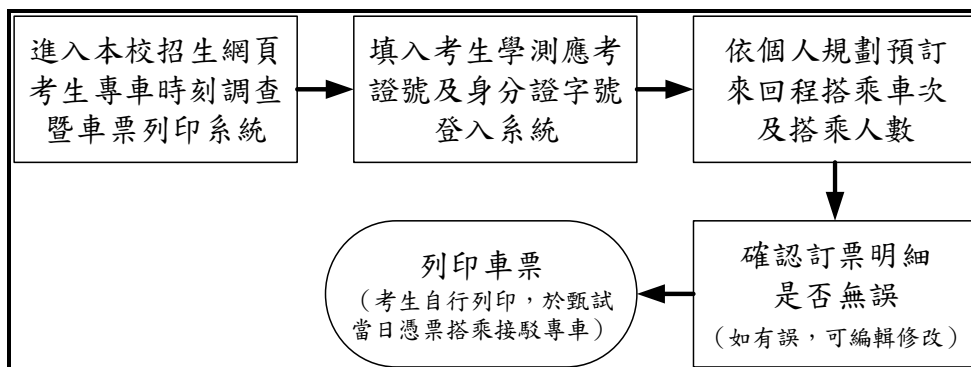 進入本校招生網頁
考生專車時刻調查
暨車票列印系統
填入考生學測應考
證號及身分證字號
登入系統
依個人規劃預訂
來回程搭乘車次
及搭乘人數
確認訂票明細
是否無誤
（如有誤，可編輯修改）
列印車票
（考生自行列印，於甄試
當日憑票搭乘接駁專車）